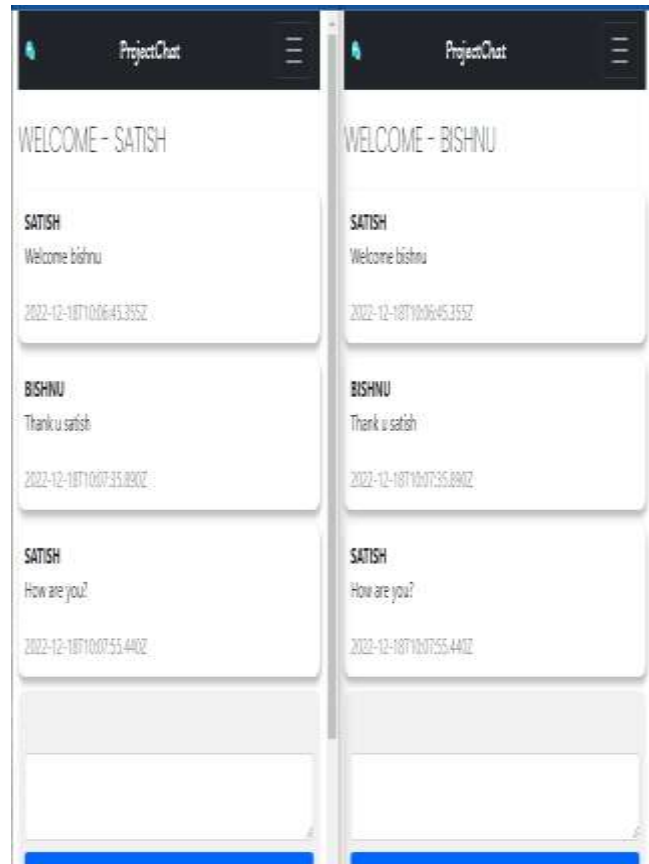 ProjectChat
WELCOME - SATISH
SATISH
Welcome bishnu
2022-12-18T10:06:45.355Z
BISHNU
Thank u satish
2022-12-18T10:07:35.890Z
SATISH
How are you?
2022-12-18T10:07:55.440Z
ProjectChat
WELCOME - BISHNU
SATISH
Welcome bishnu
2022-12-18T10:06:45.355Z
BISHNU
Thank u satish
2022-12-18T10:07:35.890Z
SATISH
How are you?
2022-12-18T10:07:55.440Z